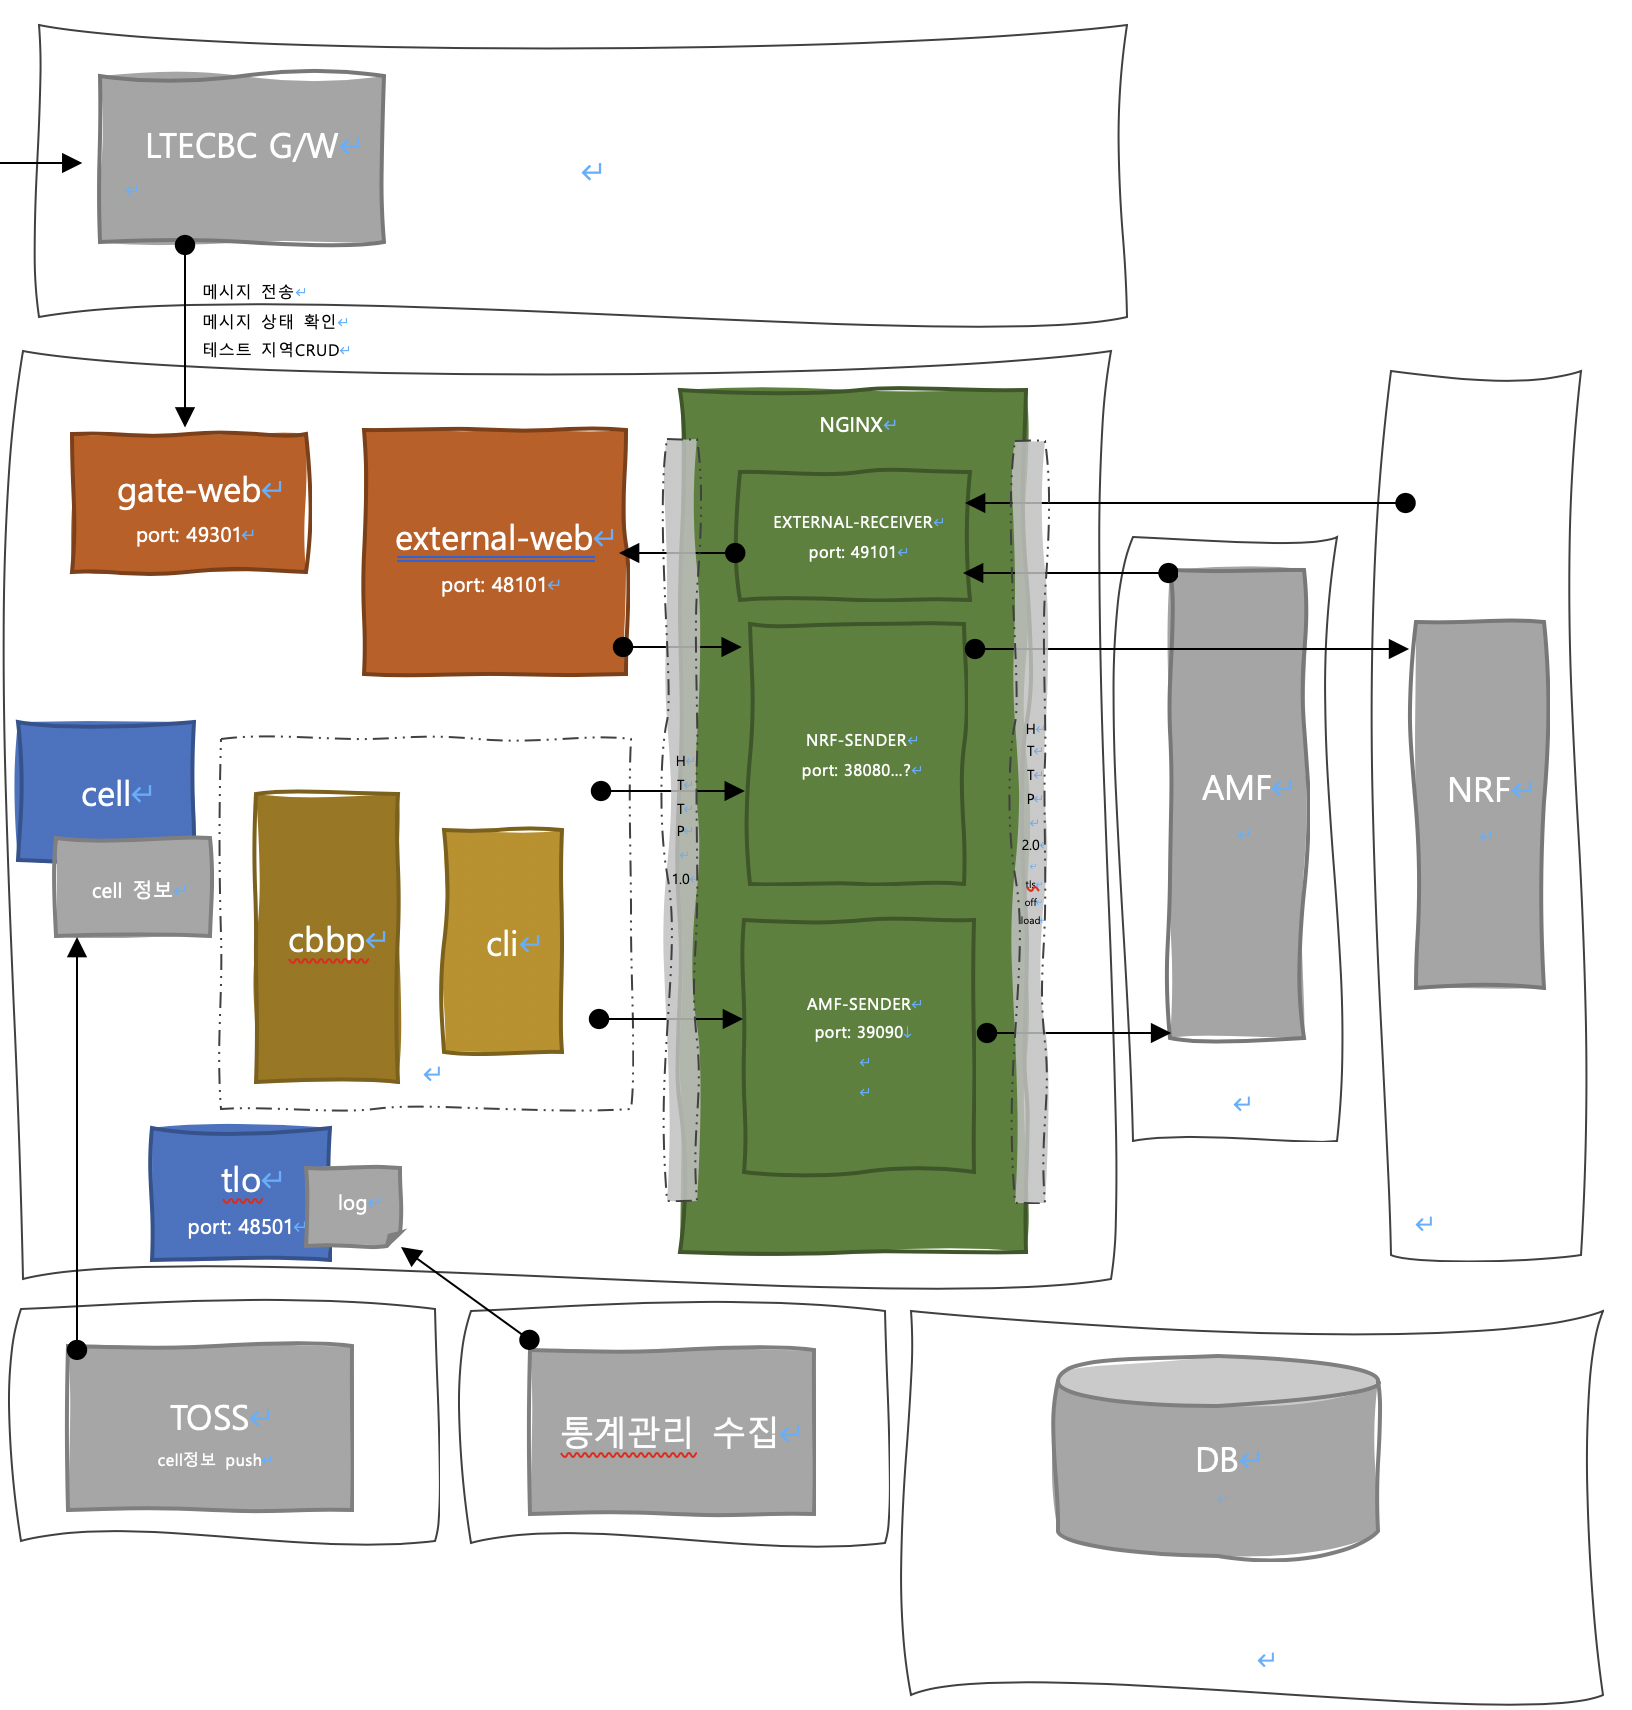 LTECBC G/W
메시지 전송
메시지 상태 확인
테스트 지역CRUD
gate-web
port: 49301
external-web
port: 48101
NGINX
EXTERNAL-RECEIVER
port: 49101
NRF-SENDER
port: 38080...?
AMF-SENDER
port: 39090
H
T
T
P
1.0
H
T
T
P
2.0
tls
off
load
AMF
NRF
cell
cell 정보
cbbp
cli
tlo
port: 48501
log
TOSS
cell정보 push
통계관리 수집
DB